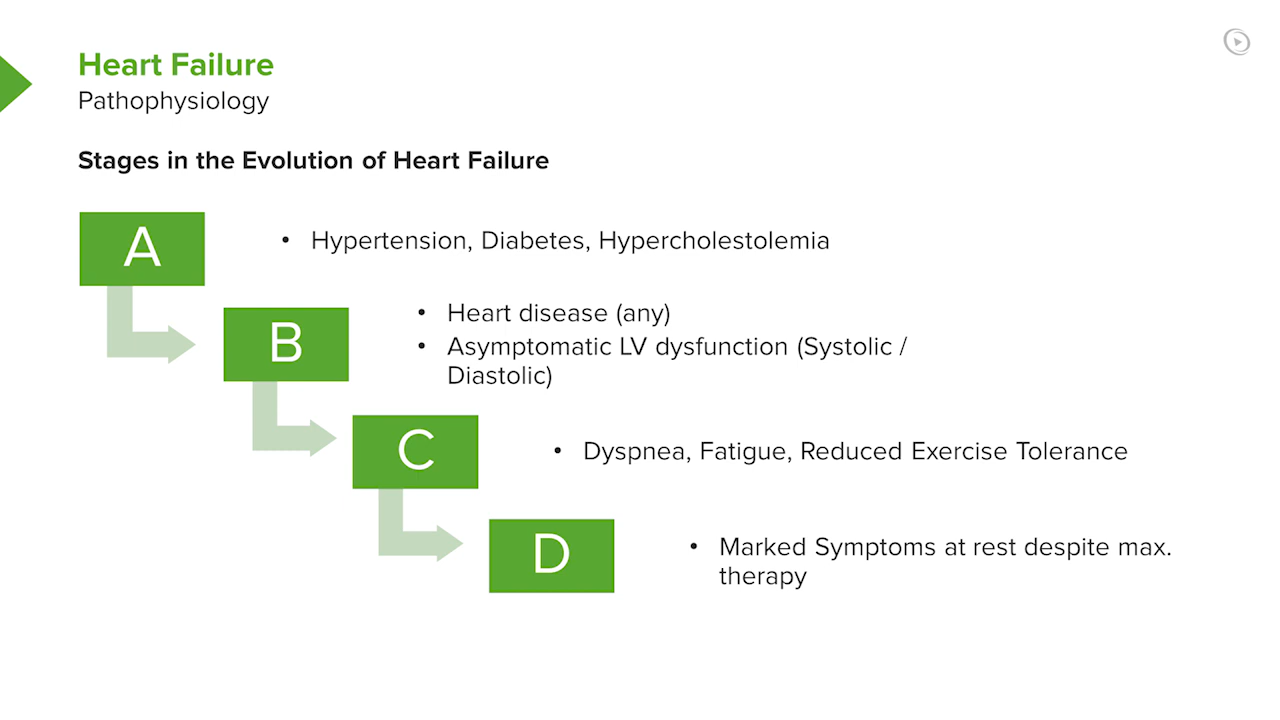 Heart Failure
Pathophysiology
Stages in the Evolution of Heart Failure
A
• Hypertension, Diabetes, Hypercholestolemia
B
• Heart disease (any)
• Asymptomatic LV dysfunction (Systolic /
Diastolic)
C
• Dyspnea, Fatigue, Reduced Exercise Tolerance
D
• Marked Symptoms at rest despite max.
therapy